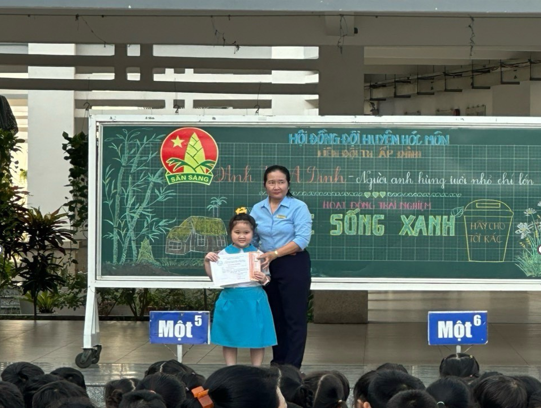 HỘI ĐỒNG ĐỘI HUYỆN HÓC MÔN
SẴN SÀNG
Anh - Người anh hùng tuổi nhỏ chí lớn
HOẠT ĐỘNG TRẢI NGHIỆM
SỐNG XANH
HÃY CHO
TÔI RÁC
Một 5
Một 6